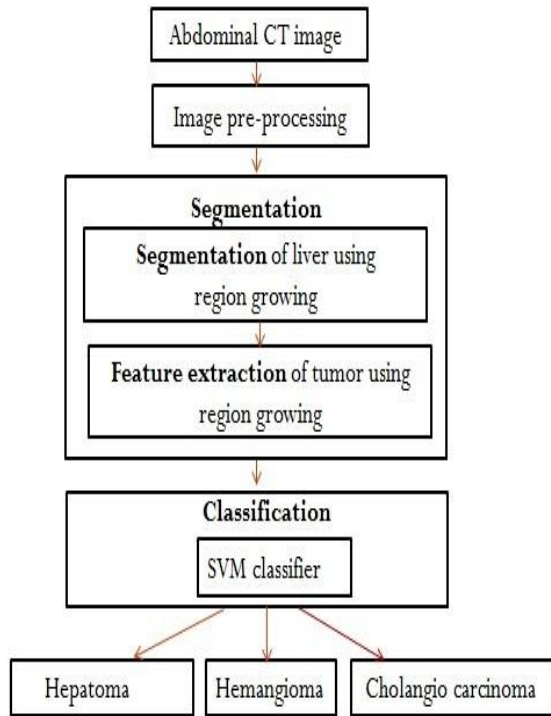 Abdominal CT image
Image pre-processing
Segmentation
Segmentation of liver using
region growing
Feature extraction of tumor using
region growing
Classification
SVM classifier
Hepatoma
Hemangioma
Cholangio carcinoma